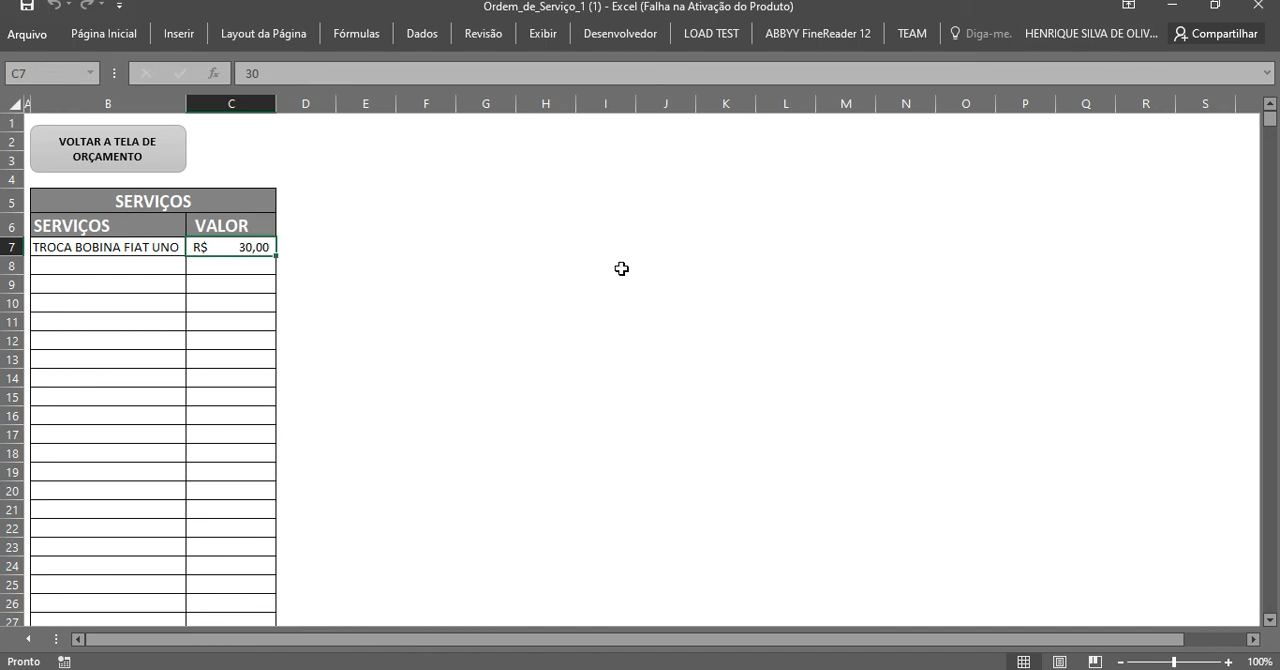 Ordem_de_Serviço_1 (1) - Excel (Falha na Ativação do Produto)
Arquivo Página Inicial Inserir Layout da Página Fórmulas Dados Revisão Exibir Desenvolvedor LOAD TEST ABBYY FineReader 12 TEAM Diga-me. HENRIQUE SILVA DE OLIV... Compartilhar
C7 fx 30
A B C D E F G H I J K L M N O P Q R S
1
2
3
4
5
6
7
8
9
10
11
12
13
14
15
16
17
18
19
20
21
22
23
24
25
26
27
VOLTAR A TELA DE
ORÇAMENTO
SERVIÇOS
SERVIÇOS VALOR
TROCA BOBINA FIAT UNO R$ 30,00
Pronto 100%